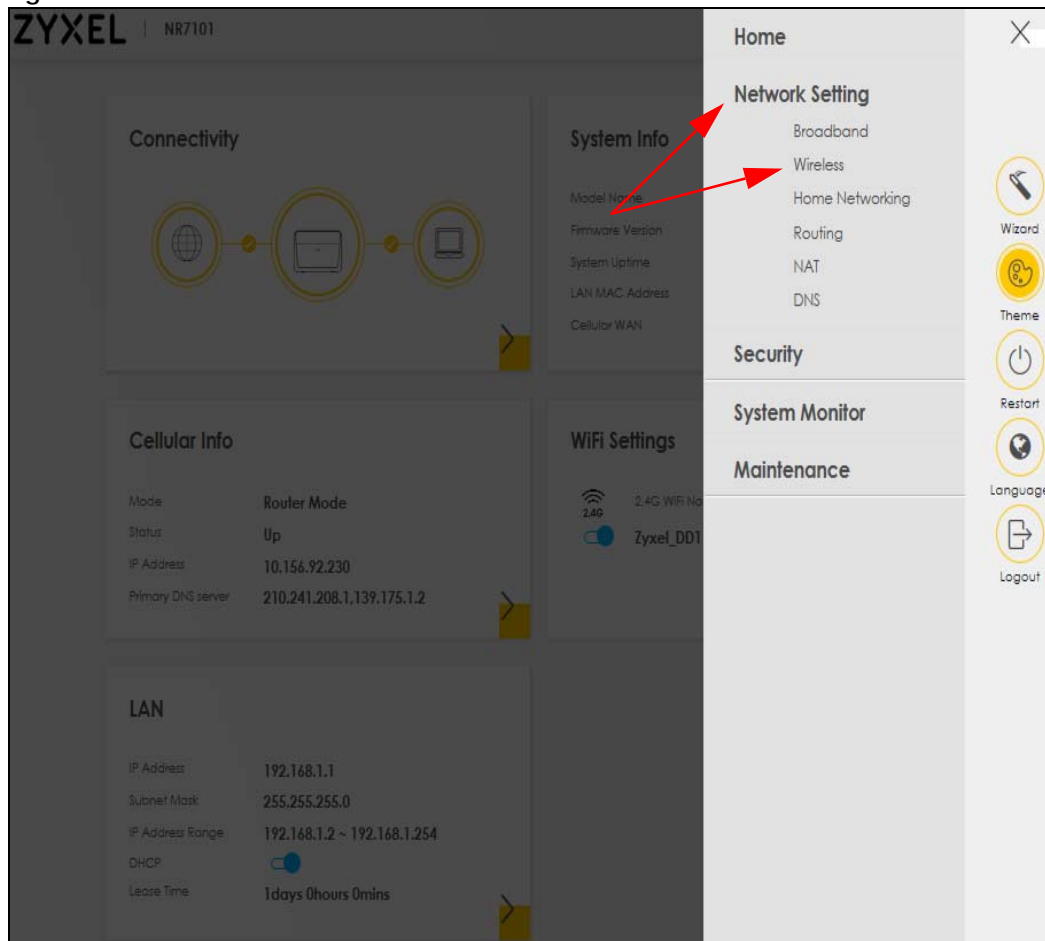 ZYXEL | NR7101
Connectivity
System Info
Model Name
Firmware Version
System Uptime
LAN MAC Address
Cellular WAN
Cellular Info
Mode Router Mode
Status Up
IP Address 10.156.92.230
Primary DNS server 210.241.208.1,139.175.1.2
WiFi Settings
2.4G 2.4G WiFi Na
Zyxel_DD1
LAN
IP Address 192.168.1.1
Subnet Mask 255.255.255.0
IP Address Range 192.168.1.2 ~ 192.168.1.254
DHCP
Lease Time 1days 0hours 0mins
Home
Network Setting
Broadband
Wireless
Home Networking
Routing
NAT
DNS
Security
System Monitor
Maintenance
Wizard
Theme
Restart
Language
Logout